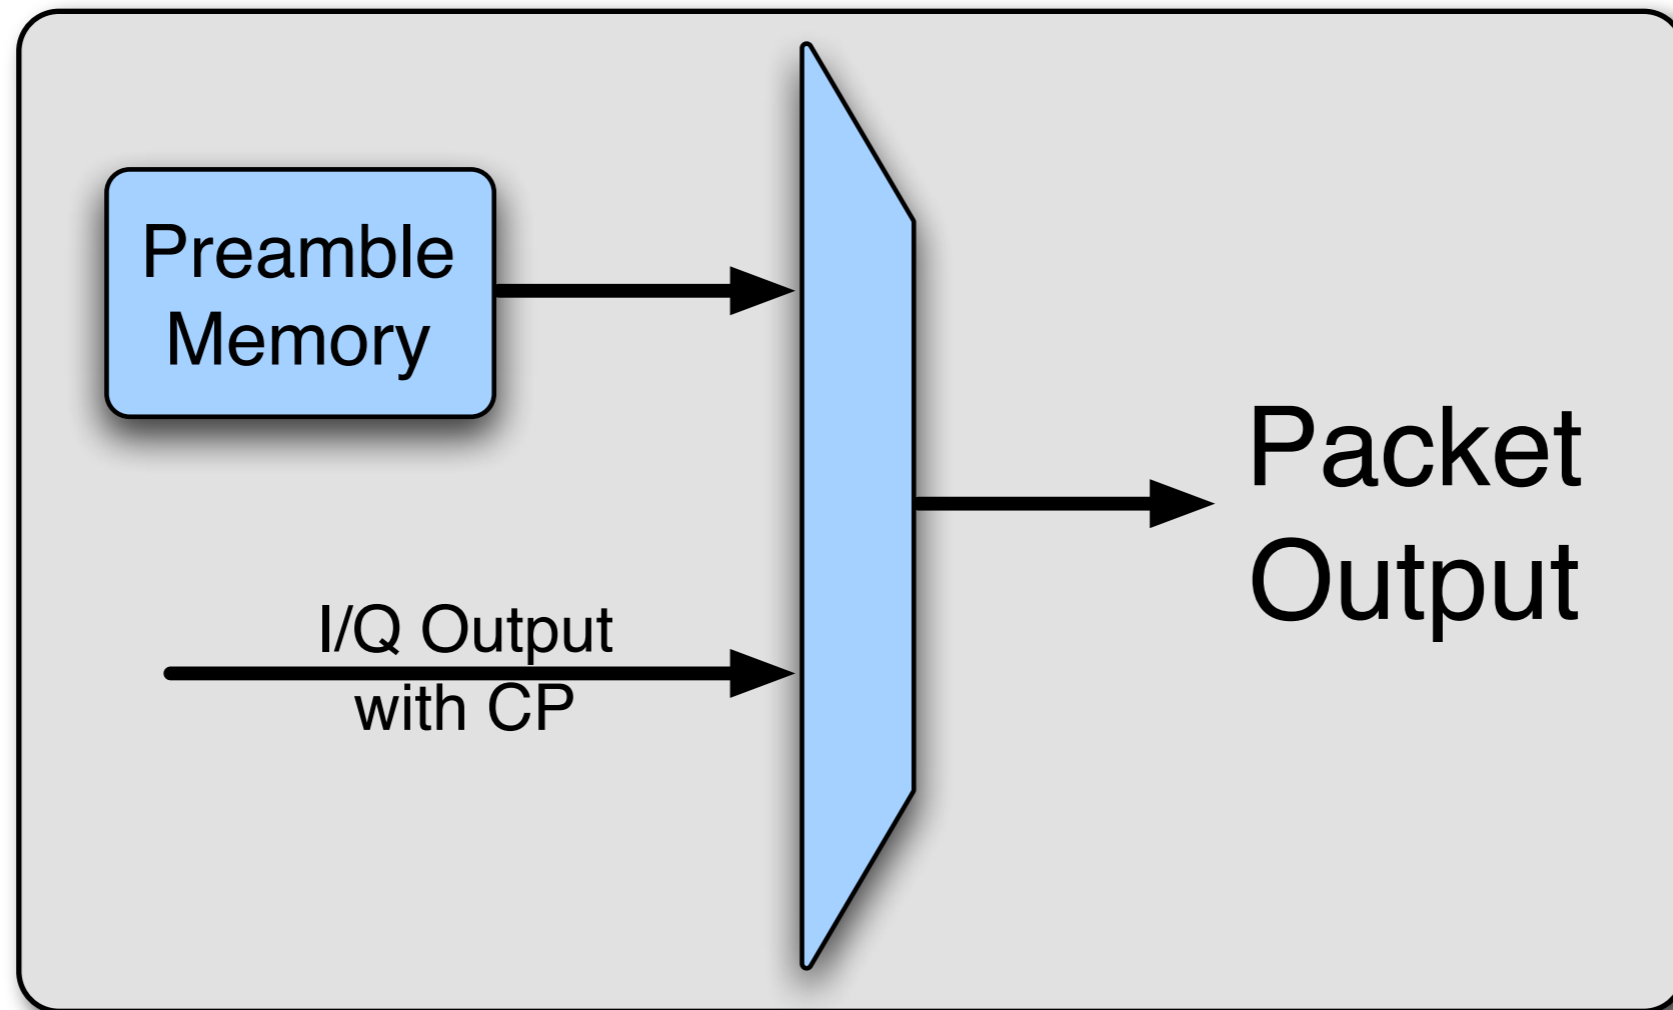 Preamble
Memory
I/Q Output
with CP
Packet
Output